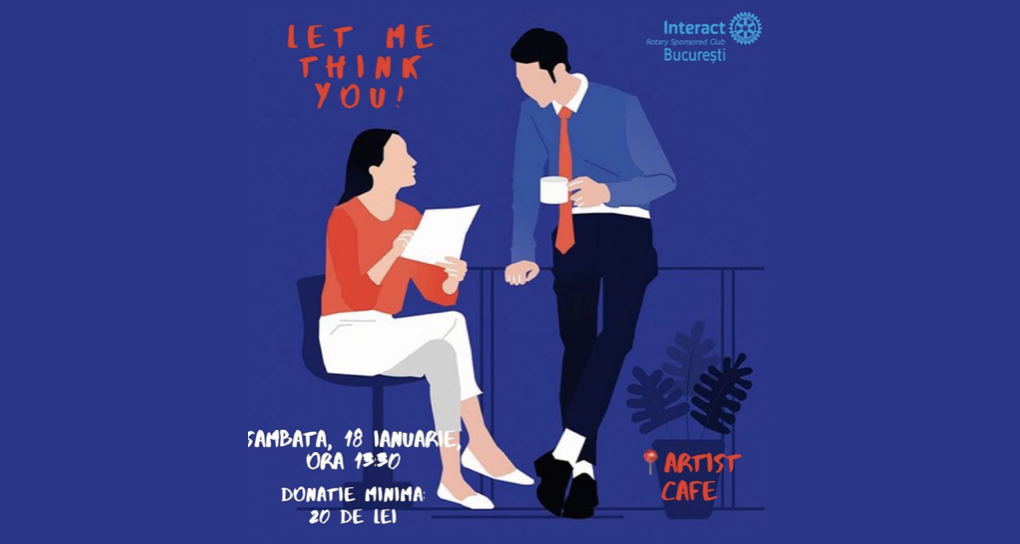 LET ME
THINK
YOU!
Interact
Rotary Sponsored Club
București
SAMBATA, 18 IANUARIE,
ORA 13:30
DONATIE MINIMA:
20 DE LEI
ARTIST
CAFE